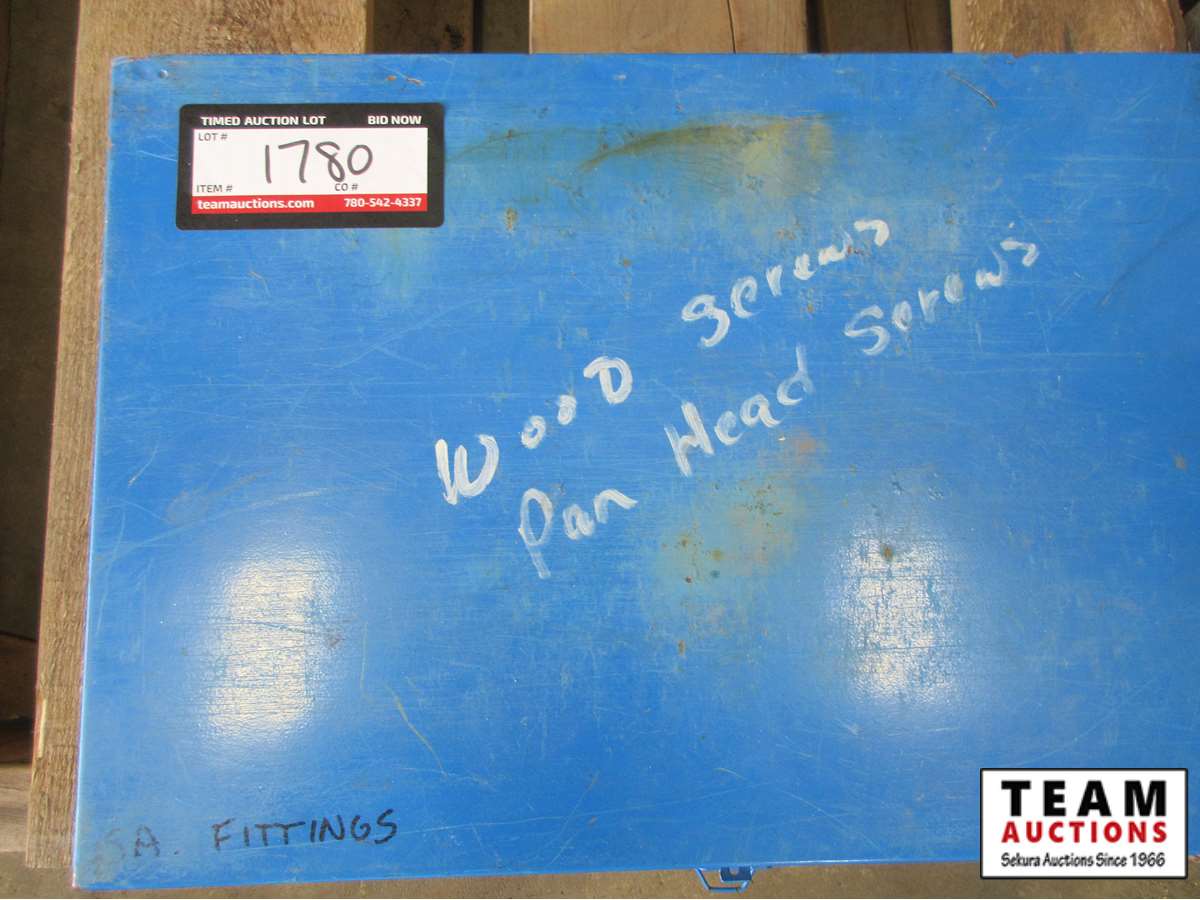 TIMED AUCTION LOT BID NOW
LOT #
1780
ITEM # CO #
teamauctions.com 780-542-4337
WooD Screws
Pan Head Screws
SA. FITTINGS
TEAM
AUCTIONS
Sekura Auctions Since 1966